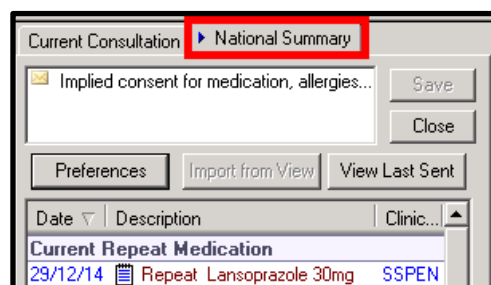 Current Consultation National Summary
Implied consent for medication, allergies...
Save
Close
Preferences Import from View View Last Sent
Date Description Clinic...
Current Repeat Medication
29/12/14 Repeat Lansoprazole 30mg SSPEN